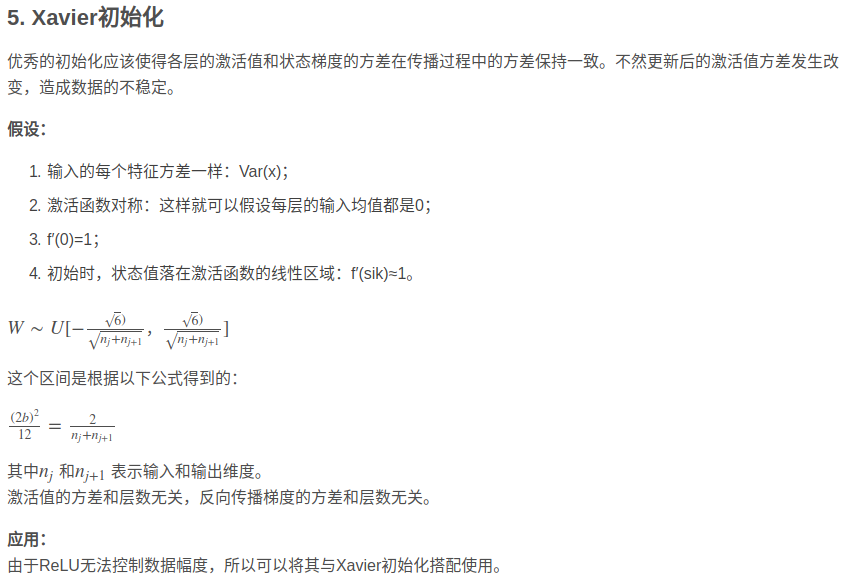 5. Xavier初始化
优秀的初始化应该使得各层的激活值和状态梯度的方差在传播过程中的方差保持一致。不然更新后的激活值方差发生改
变，造成数据的不稳定。
假设：
1. 输入的每个特征方差一样：Var(x)；
2. 激活函数对称：这样就可以假设每层的输入均值都是0；
3. f′(0)=1；
4. 初始时，状态值落在激活函数的线性区域：f′(sik)≈1。
W ∼ U[−\frac{\sqrt{6})}{\sqrt{n_j+n_{j+1}}}，\frac{\sqrt{6})}{\sqrt{n_j+n_{j+1}}}]
这个区间是根据以下公式得到的：
\frac{(2b)^2}{12} = \frac{2}{n_j+n_{j+1}}
其中n_j 和n_{j+1} 表示输入和输出维度。
激活值的方差和层数无关，反向传播梯度的方差和层数无关。
应用：
由于ReLU无法控制数据幅度，所以可以将其与Xavier初始化搭配使用。